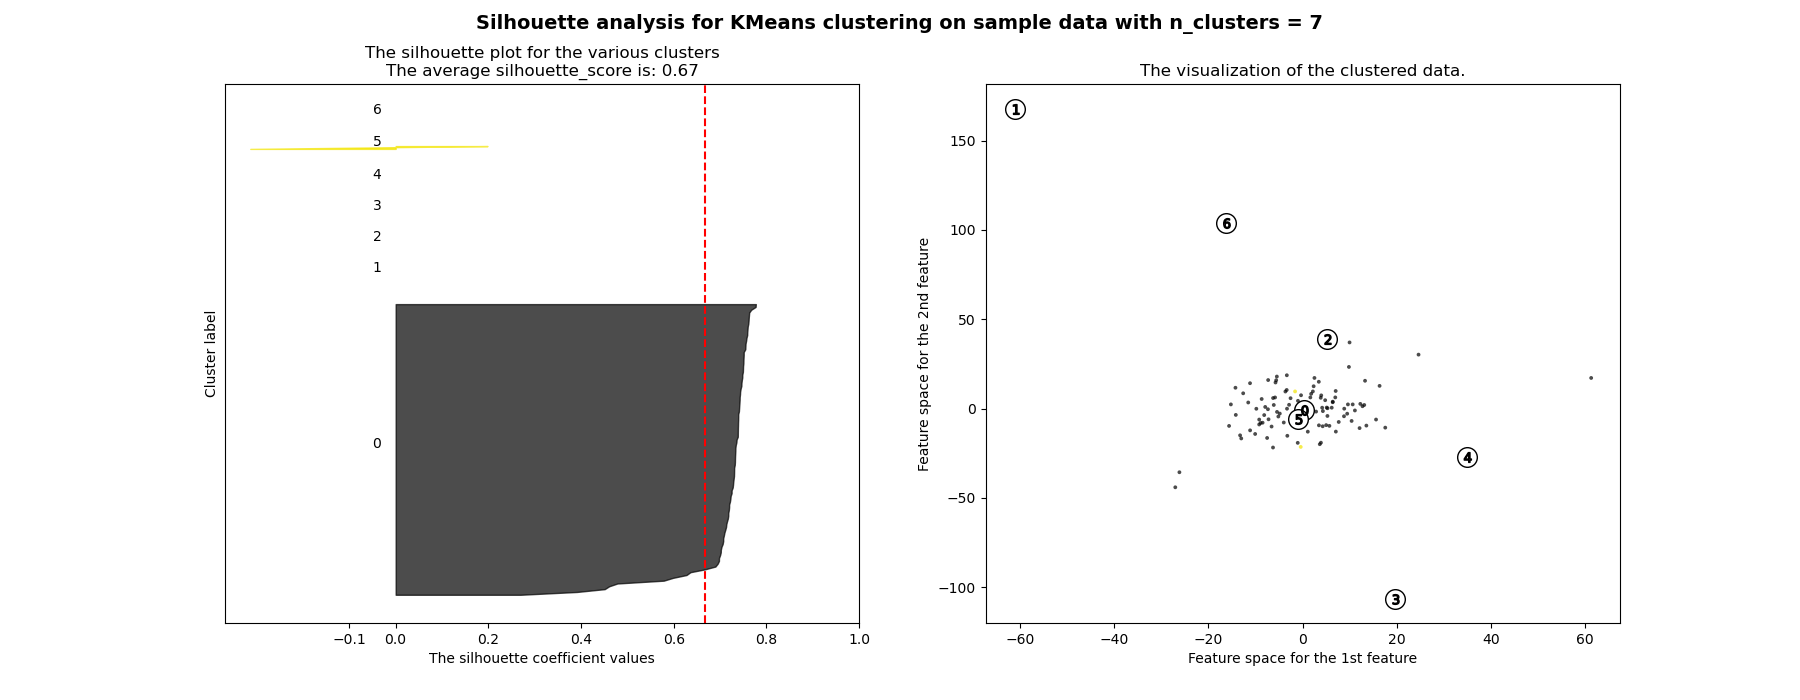 Silhouette analysis for KMeans clustering on sample data with n_clusters = 7
The silhouette plot for the various clusters
The average silhouette_score is: 0.67
Cluster label
6
5
4
3
2
1
0
−0.1 0.0 0.2 0.4 0.6 0.8 1.0
The silhouette coefficient values
The visualization of the clustered data.
Feature space for the 2nd feature
150
100
50
0
−50
−100
1
6
2
0
5
4
3
−60 −40 −20 0 20 40 60
Feature space for the 1st feature